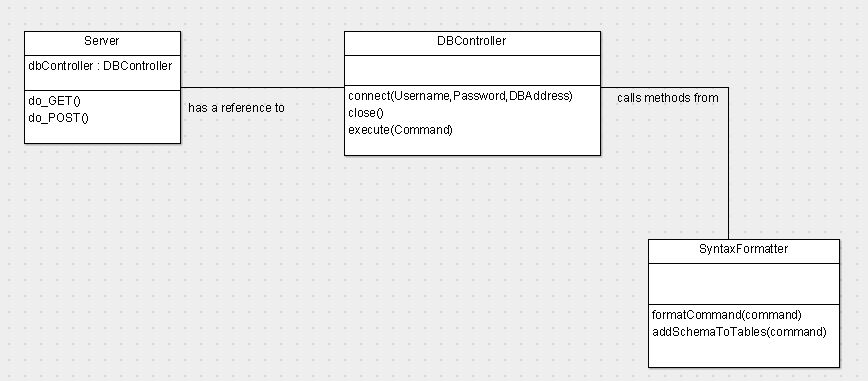 Server
dbController : DBController
do_GET()
do_POST()
has a reference to
DBController
connect(Username,Password,DBAddress)
close()
execute(Command)
calls methods from
SyntaxFormatter
formatCommand(command)
addSchemaToTables(command)